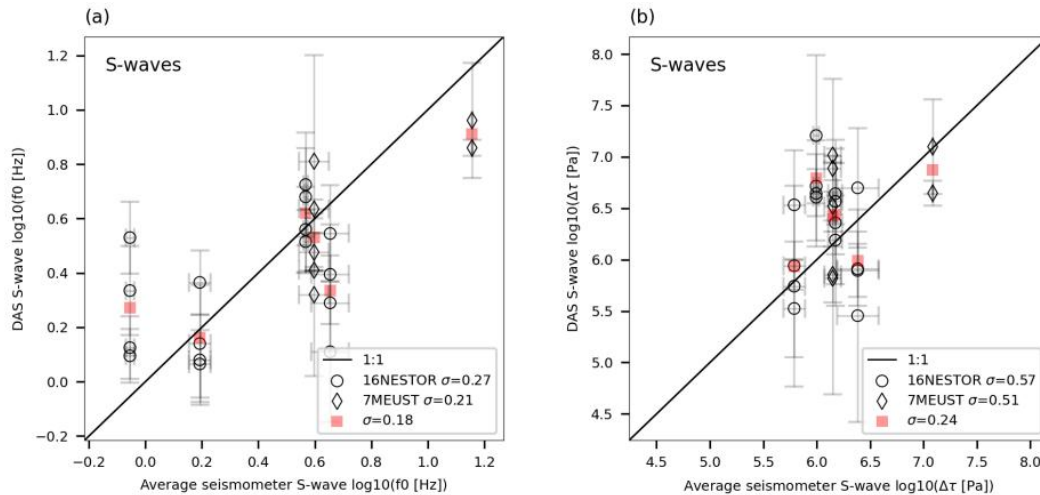 (a)
S-waves
DAS S-wave log10(f0 [Hz])
1.2
1.0
0.8
0.6
0.4
0.2
0.0
−0.2
−0.2 0.0 0.2 0.4 0.6 0.8 1.0 1.2
Average seismometer S-wave log10(f0 [Hz])
1:1
16NESTOR σ=0.27
7MEUST σ=0.21
σ=0.18
(b)
S-waves
DAS S-wave log10(Δτ [Pa])
8.0
7.5
7.0
6.5
6.0
5.5
5.0
4.5
4.5 5.0 5.5 6.0 6.5 7.0 7.5 8.0
Average seismometer S-wave log10(Δτ [Pa])
1:1
16NESTOR σ=0.57
7MEUST σ=0.51
σ=0.24